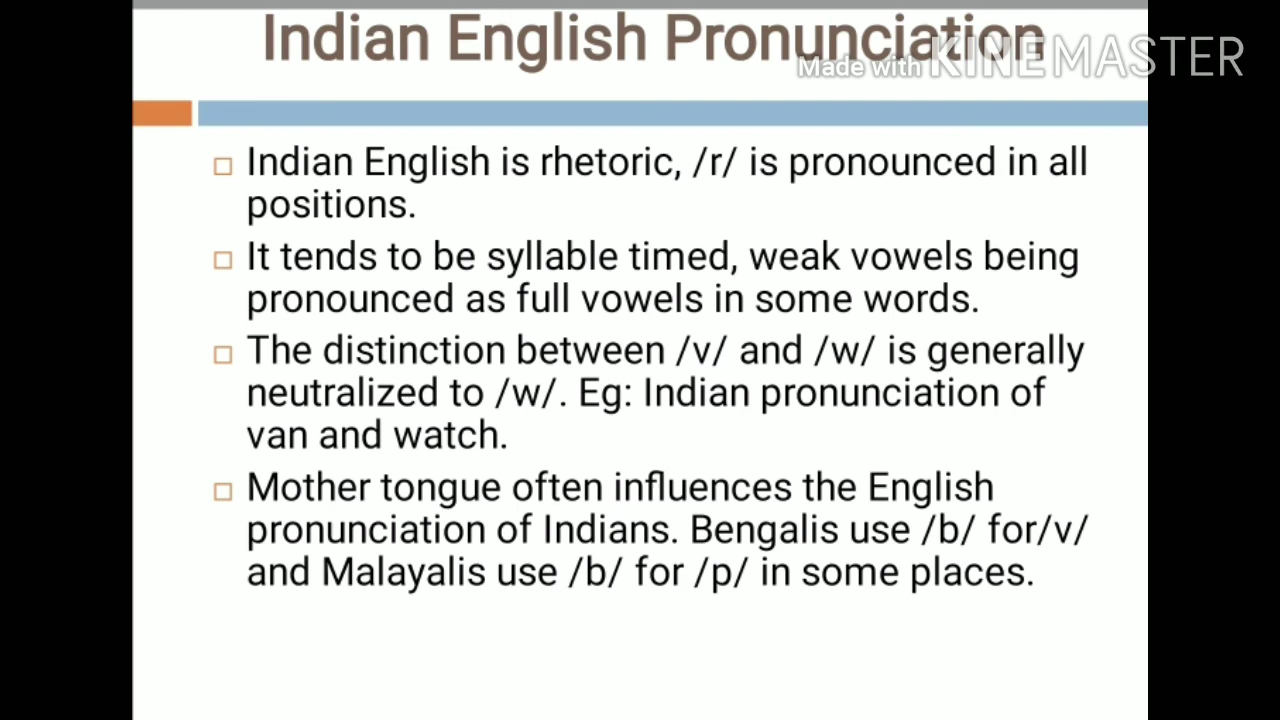 Indian English Pronunciation
Made with KINEMASTER
Indian English is rhetoric, /r/ is pronounced in all
positions.
It tends to be syllable timed, weak vowels being
pronounced as full vowels in some words.
The distinction between /v/ and /w/ is generally
neutralized to /w/. Eg: Indian pronunciation of
van and watch.
Mother tongue often influences the English
pronunciation of Indians. Bengalis use /b/ for/v/
and Malayalis use /b/ for /p/ in some places.